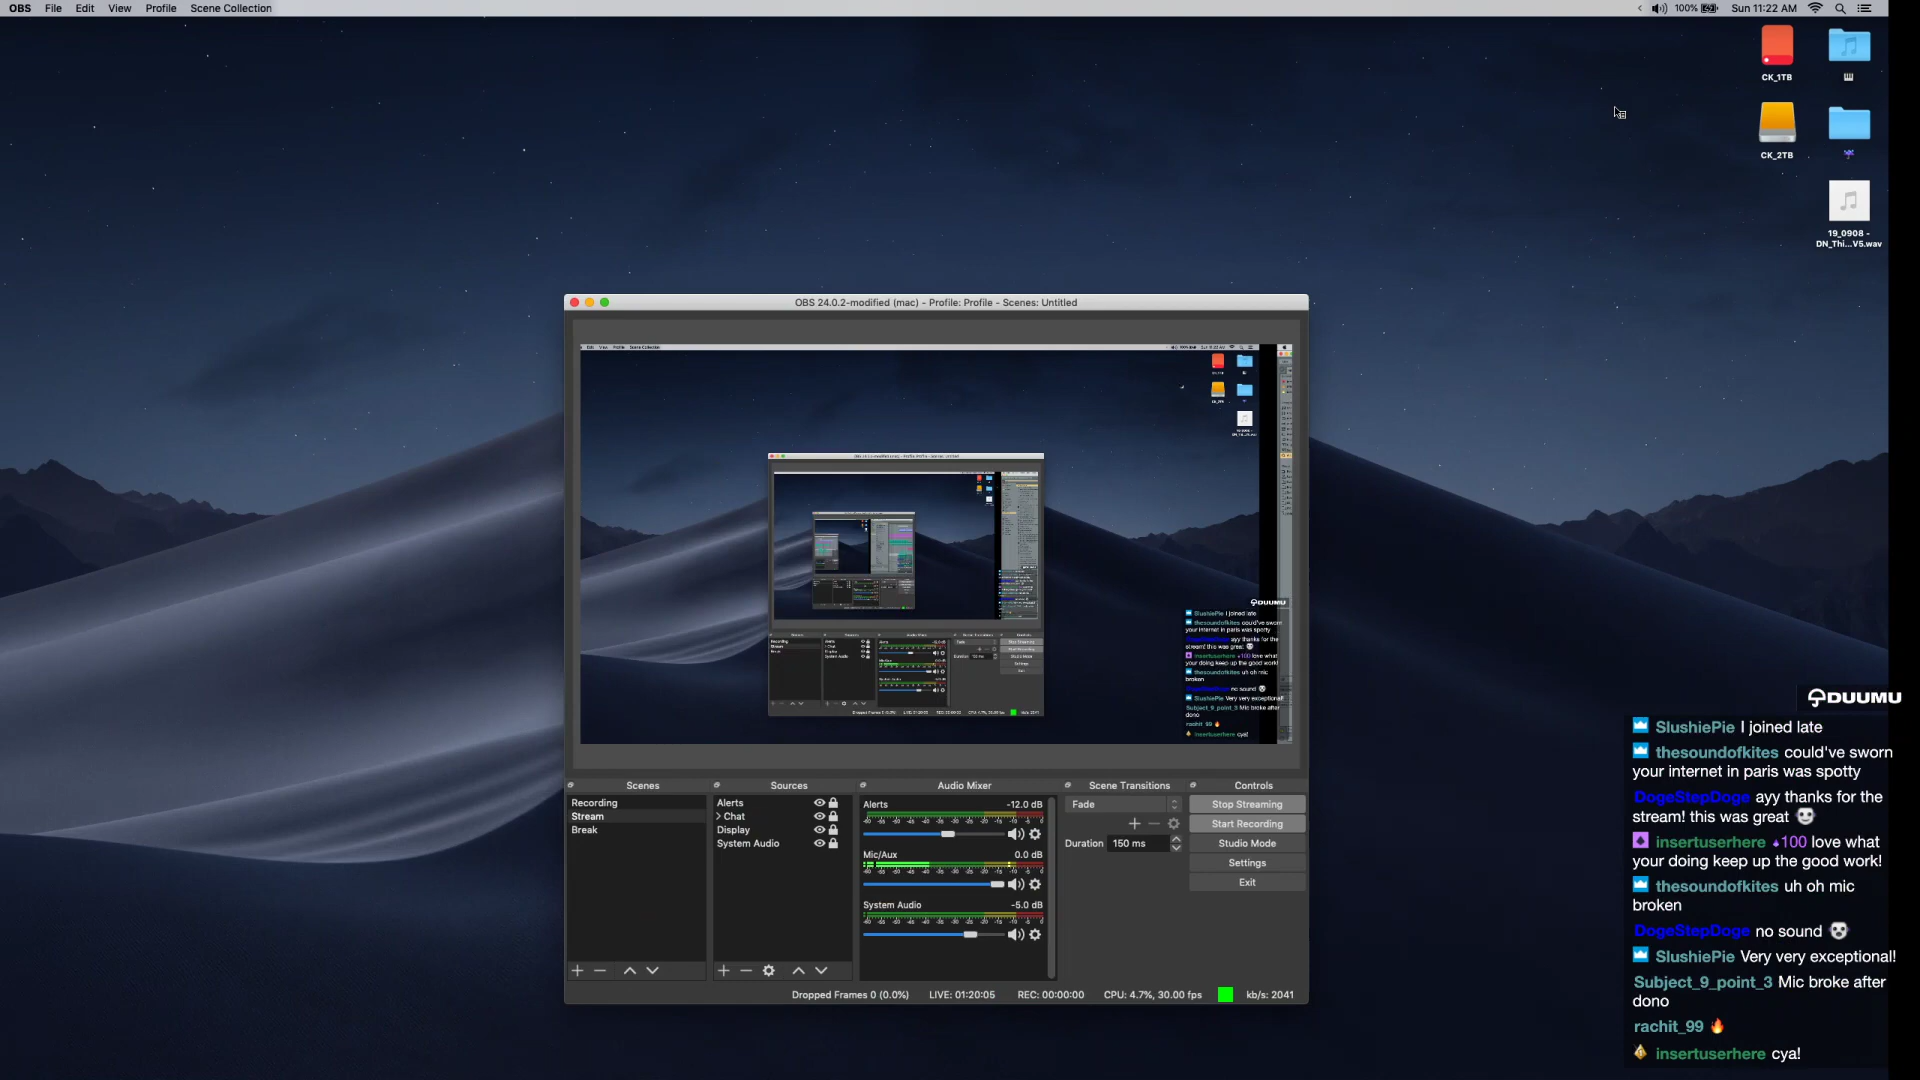 OBS File Edit View Profile Scene Collection
100% Sun 11:22 AM
CK_1TB
CK_2TB
19_0908 -
DN_Thi...V5.wav
OBS 24.0.2-modified (mac) - Profile: Profile - Scenes: Untitled
DUUMU
SlushiePie I joined late
thesoundofkites could've sworn
your internet in paris was spotty
DogeStepDoge ayy thanks for the
stream! this was great
insertuserhere 100 love what
your doing keep up the good work!
thesoundofkites uh oh mic
broken
DogeStepDoge no sound
SlushiePie Very very exceptional!
Subject_9_point_3 Mic broke after
dono
rachit_99
insertuserhere cya!
Scenes
Recording
Stream
Break
Sources
Alerts
Chat
Display
System Audio
Audio Mixer
Alerts -12.0 dB
Mic/Aux 0.0 dB
System Audio -5.0 dB
Scene Transitions
Fade
Duration 150 ms
Controls
Stop Streaming
Start Recording
Studio Mode
Settings
Exit
Dropped Frames 0 (0.0%) LIVE: 01:20:05 REC: 00:00:00 CPU: 4.7%, 30.00 fps kb/s: 2041